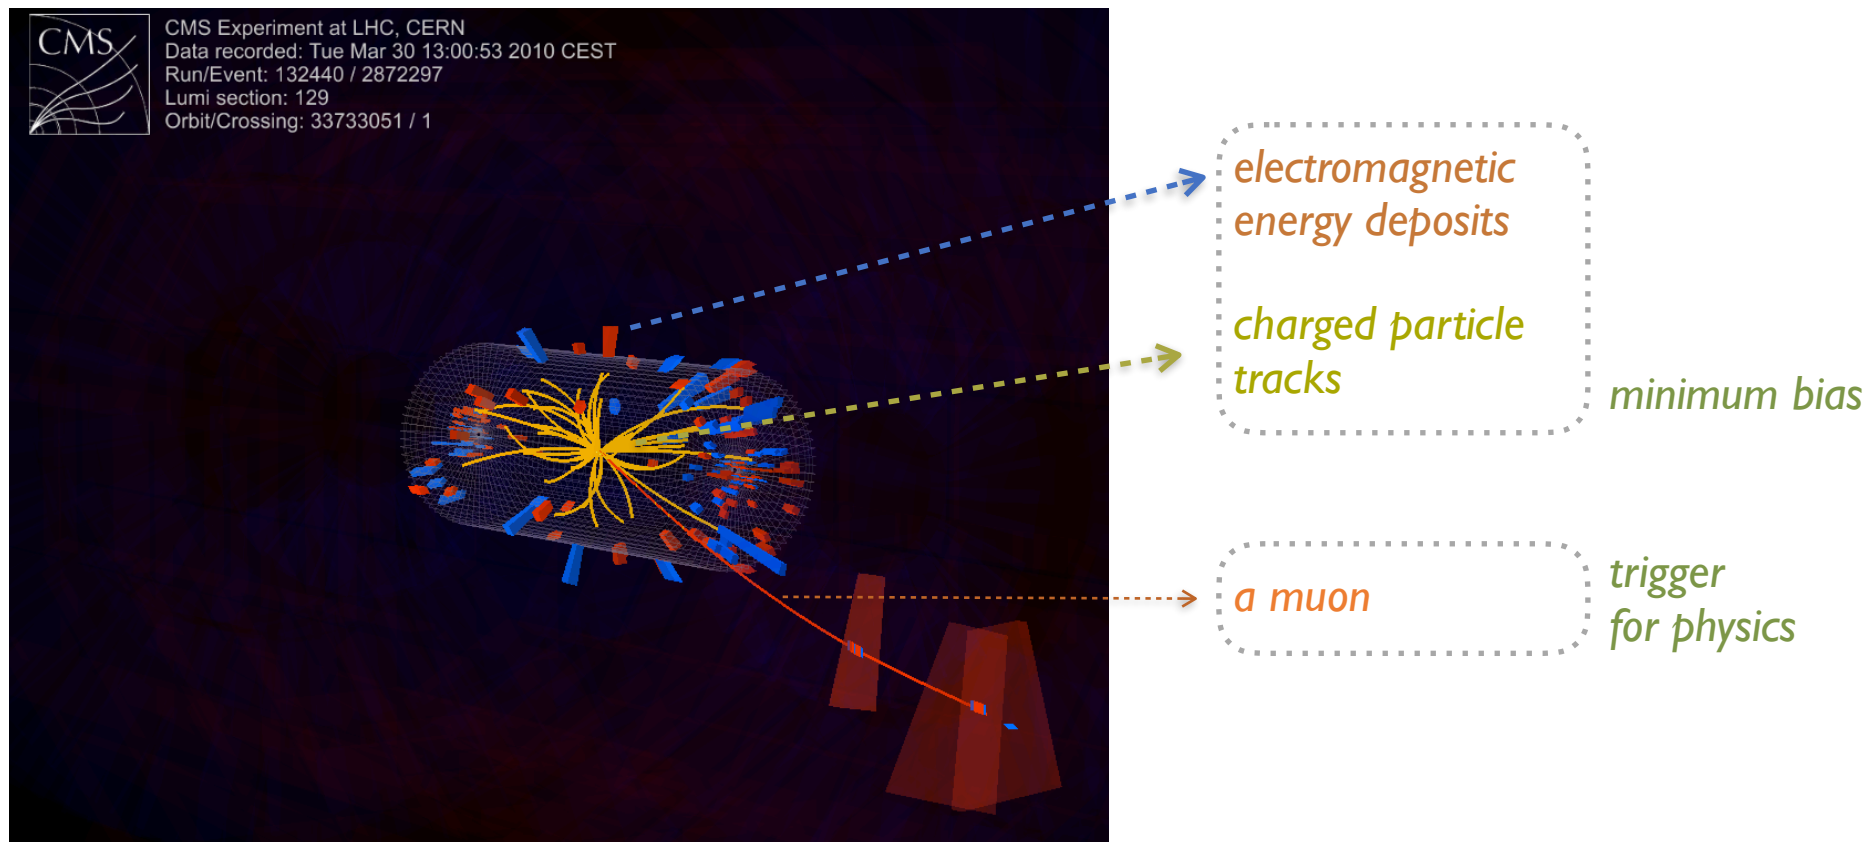 CMS
CMS Experiment at LHC, CERN
Data recorded: Tue Mar 30 13:00:53 2010 CEST
Run/Event: 132440 / 2872297
Lumi section: 129
Orbit/Crossing: 33733051 / 1
electromagnetic
energy deposits
charged particle
tracks
minimum bias
a muon
trigger
for physics